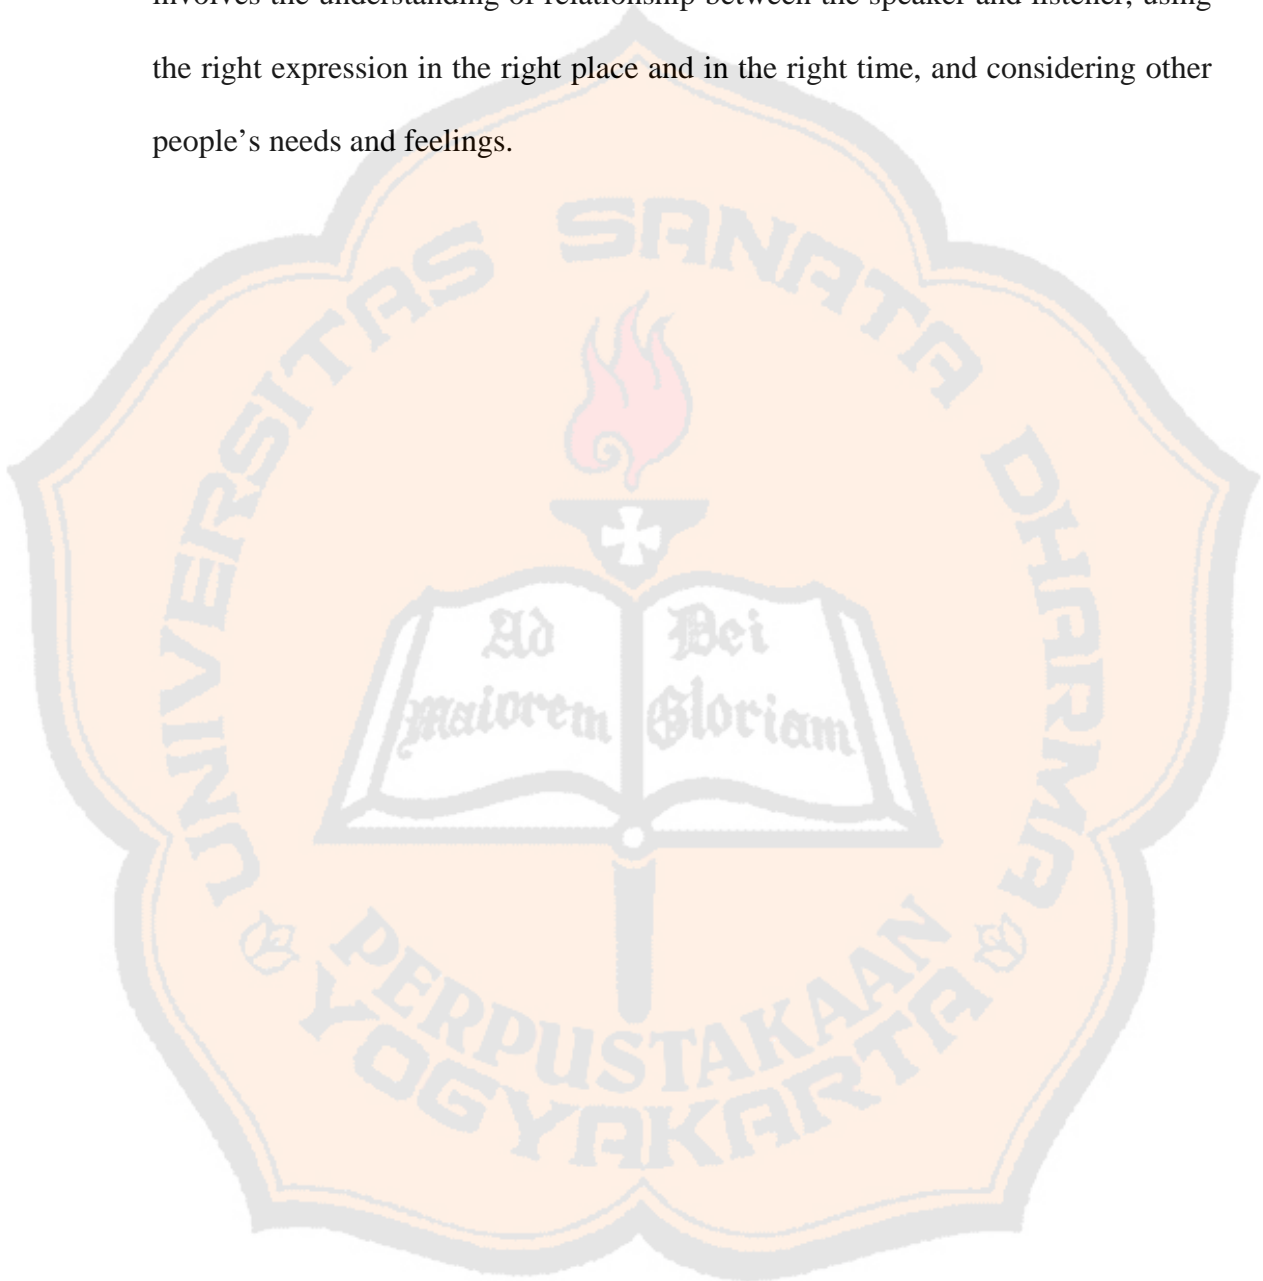 involves the understanding of relationship between the speaker and listener, using
the right expression in the right place and in the right time, and considering other
people’s needs and feelings.
UNIVERSITAS SANATA DHARMA
Ad Dei
Maiorem Gloriam
PERPUSTAKAAN
YOGYAKARTA